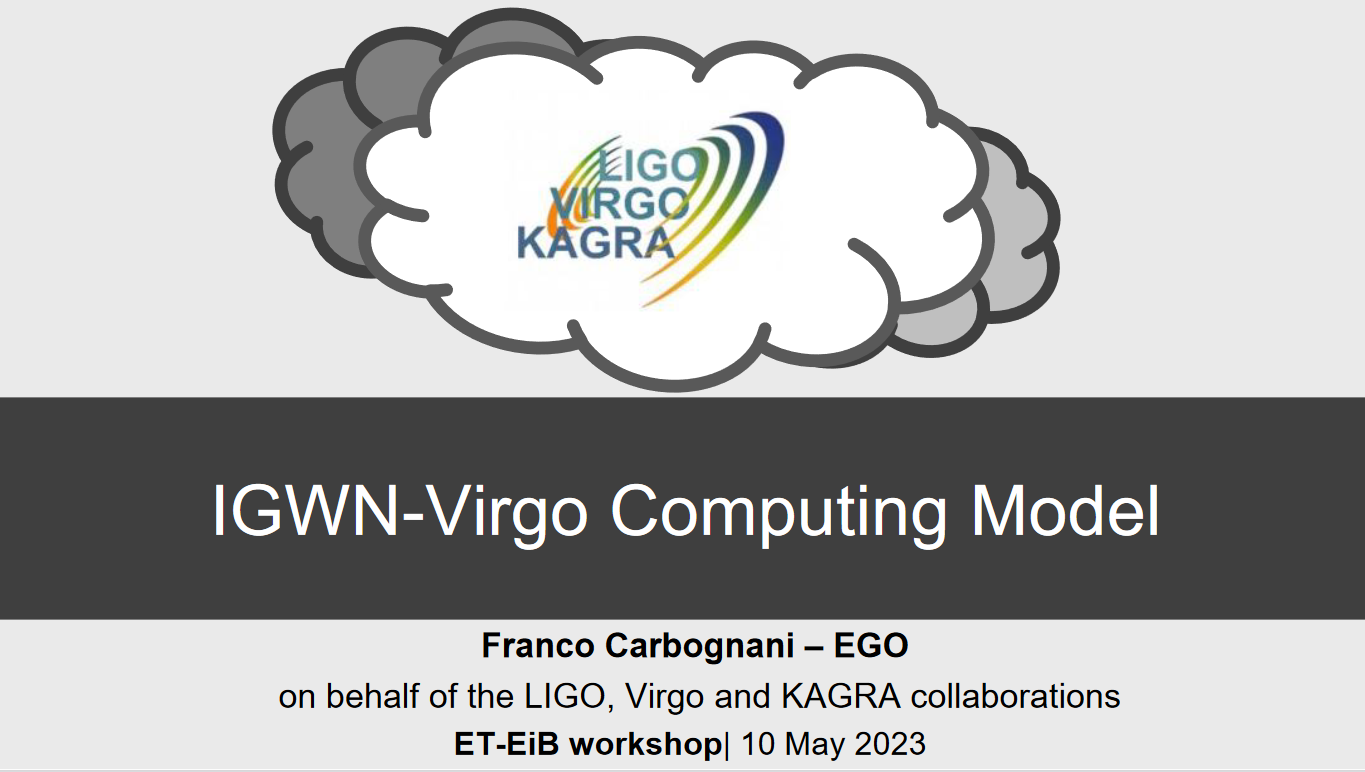 LIGO
VIRGO
KAGRA
IGWN-Virgo Computing Model
Franco Carbognani – EGO
on behalf of the LIGO, Virgo and KAGRA collaborations
ET-EiB workshop| 10 May 2023